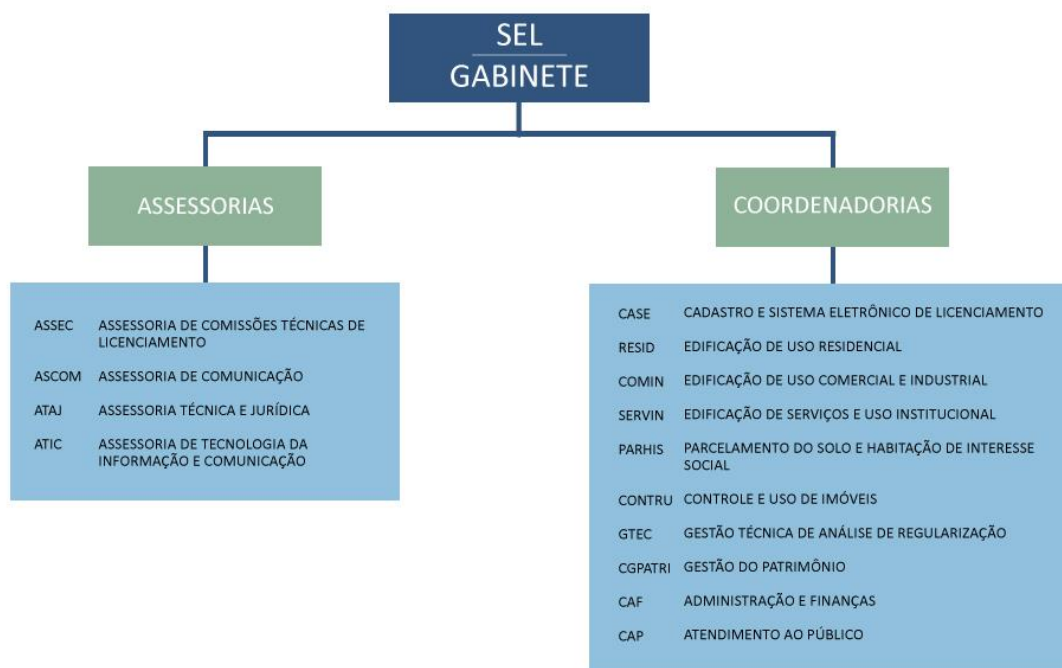 SEL
GABINETE
ASSESSORIAS
ASSEC ASSESSORIA DE COMISSÕES TÉCNICAS DE
LICENCIAMENTO
ASCOM ASSESSORIA DE COMUNICAÇÃO
ATAJ ASSESSORIA TÉCNICA E JURÍDICA
ATIC ASSESSORIA DE TECNOLOGIA DA
INFORMAÇÃO E COMUNICAÇÃO
COORDENADORIAS
CASE CADASTRO E SISTEMA ELETRÔNICO DE LICENCIAMENTO
RESID EDIFICAÇÃO DE USO RESIDENCIAL
COMIN EDIFICAÇÃO DE USO COMERCIAL E INDUSTRIAL
SERVIN EDIFICAÇÃO DE SERVIÇOS E USO INSTITUCIONAL
PARHIS PARCELAMENTO DO SOLO E HABITAÇÃO DE INTERESSE
SOCIAL
CONTRU CONTROLE E USO DE IMÓVEIS
GTEC GESTÃO TÉCNICA DE ANÁLISE DE REGULARIZAÇÃO
CGPATRI GESTÃO DO PATRIMÔNIO
CAF ADMINISTRAÇÃO E FINANÇAS
CAP ATENDIMENTO AO PÚBLICO